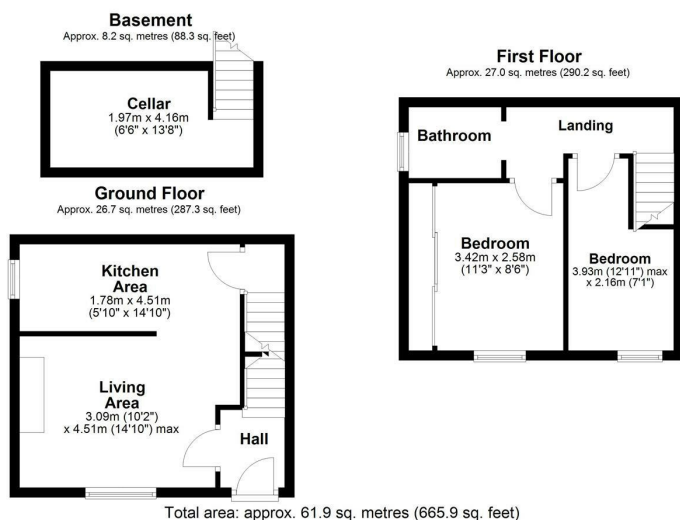 Basement
Approx. 8.2 sq. metres (88.3 sq. feet)
Cellar
1.97m x 4.16m
(6'6" x 13'8")
Ground Floor
Approx. 26.7 sq. metres (287.3 sq. feet)
Kitchen
Area
1.78m x 4.51m
(5'10" x 14'10")
Living
Area
3.09m (10'2")
x 4.51m (14'10") max
Hall
First Floor
Approx. 27.0 sq. metres (290.2 sq. feet)
Bathroom
Landing
Bedroom
3.42m x 2.58m
(11'3" x 8'6")
Bedroom
3.93m (12'11") max
x 2.16m (7'1")
Total area: approx. 61.9 sq. metres (665.9 sq. feet)